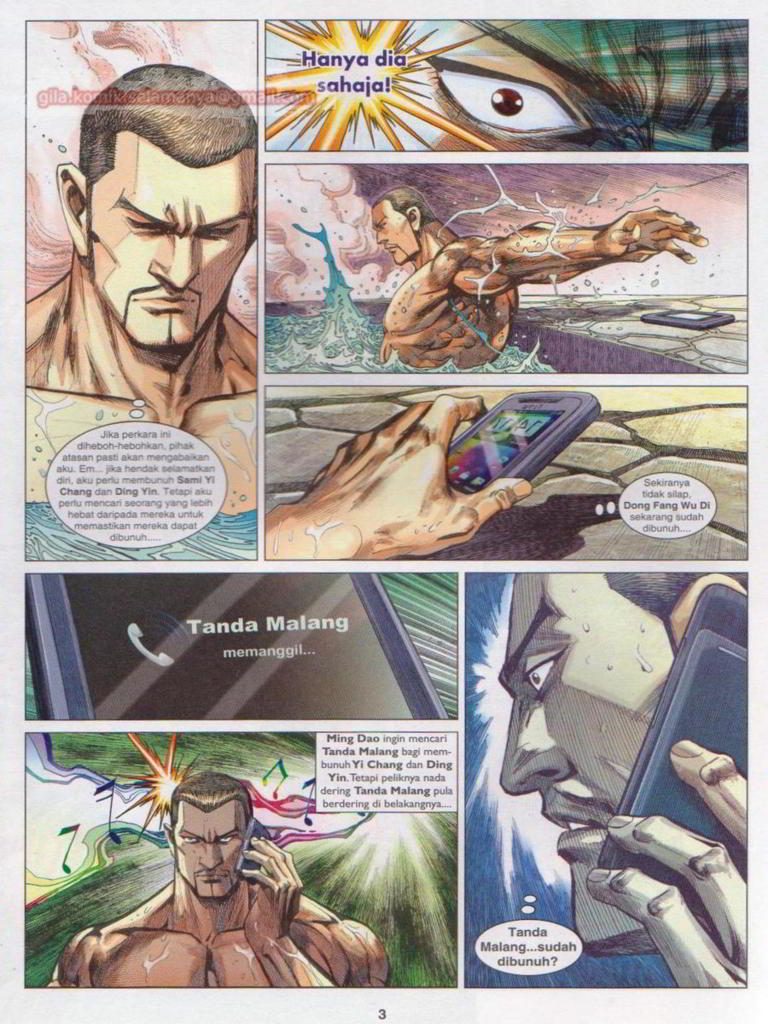 gila.komik.selamanya@gmail.com
Hanya dia
sahaja!
Jika perkara ini
diheboh-hebohkan, pihak
atasan pasti akan mengabaikan
aku. Em... jika hendak selamatkan
diri, aku perlu membunuh Sami Yi
Chang dan Ding Yin. Tetapi aku
perlu mencari seorang yang lebih
hebat daripada mereka untuk
memastikan mereka dapat
dibunuh.....
Sekiranya
tidak silap,
Dong Fang Wu Di
sekarang sudah
dibunuh....
Tanda Malang
memanggil...
Ming Dao ingin mencari
Tanda Malang bagi mem-
bunuh Yi Chang dan Ding
Yin. Tetapi peliknya nada
dering Tanda Malang pula
berdering di belakangnya....
Tanda
Malang...sudah
dibunuh?
3